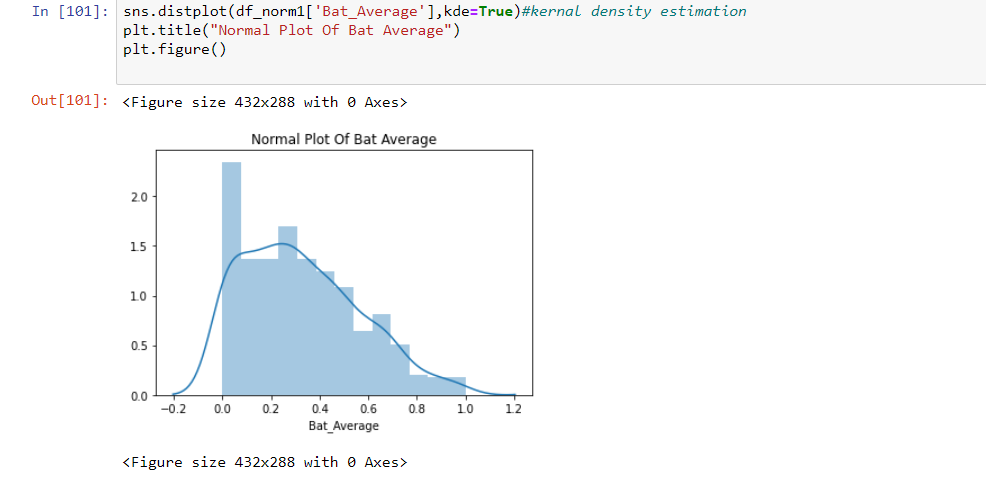 In [101]: sns.distplot(df_norm1['Bat_Average'],kde=True)#kernal density estimation
plt.title("Normal Plot Of Bat Average")
plt.figure()
Out[101]: <Figure size 432x288 with 0 Axes>
Normal Plot Of Bat Average
2.0
1.5
1.0
0.5
0.0
−0.2 0.0 0.2 0.4 0.6 0.8 1.0 1.2
Bat_Average
<Figure size 432x288 with 0 Axes>